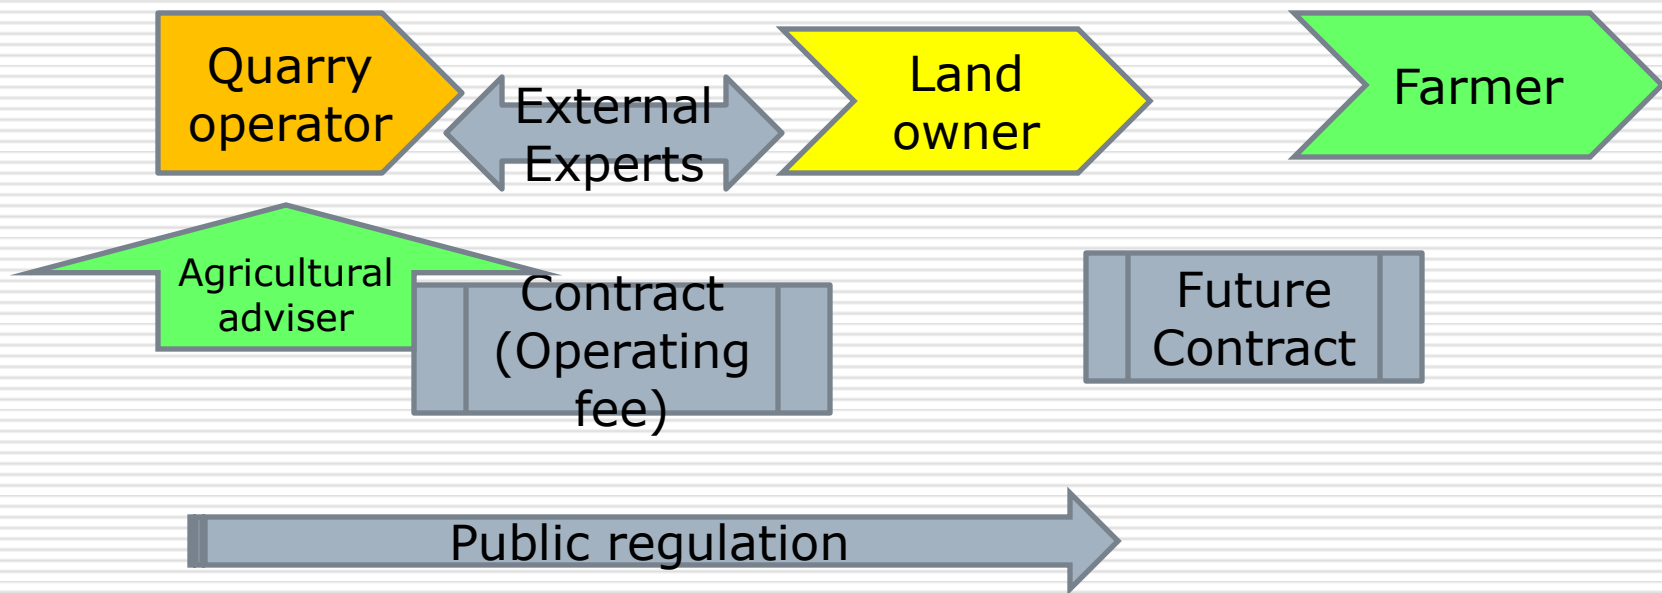 Quarry
operator
External
Experts
Land
owner
Farmer
Agricultural
adviser
Contract
(Operating
fee)
Future
Contract
Public regulation